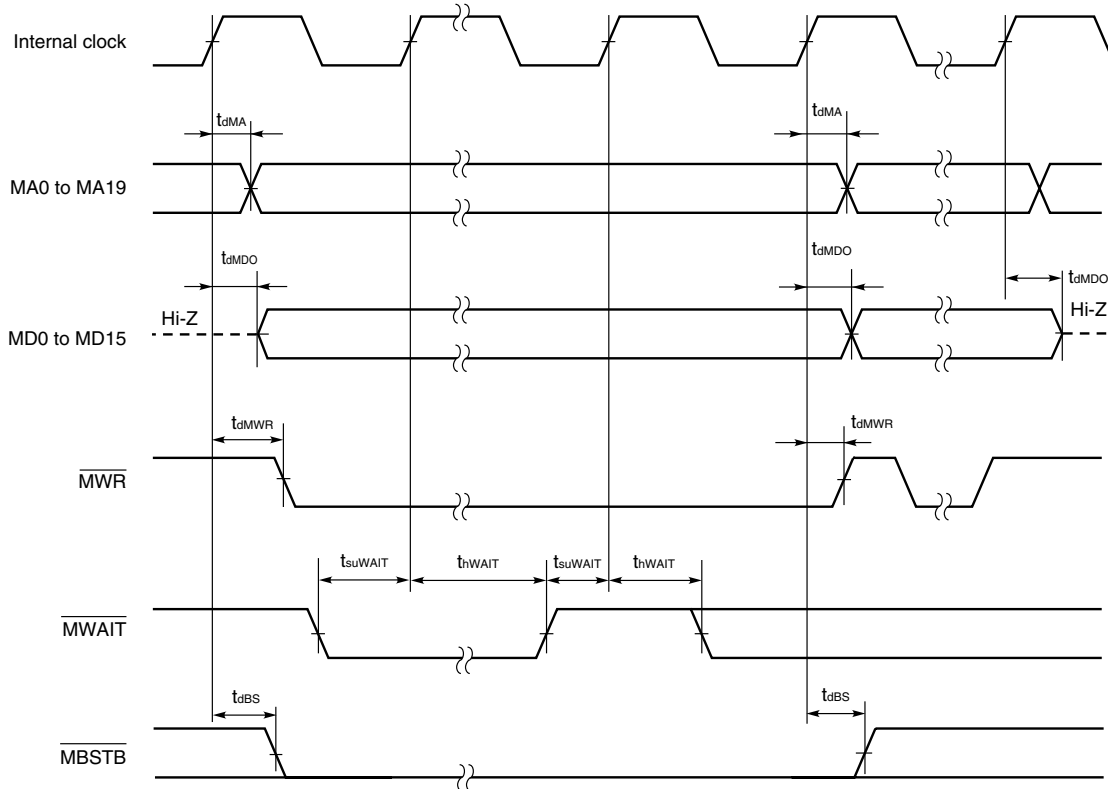 Internal clock
tdMA
tdMA
MA0 to MA19
tdMDO
tdMDO
tdMDO
Hi-Z
Hi-Z
MD0 to MD15
tdMWR
tdMWR
MWR
tsuWAIT
thWAIT
tsuWAIT
thWAIT
MWAIT
tdBS
tdBS
MBSTB